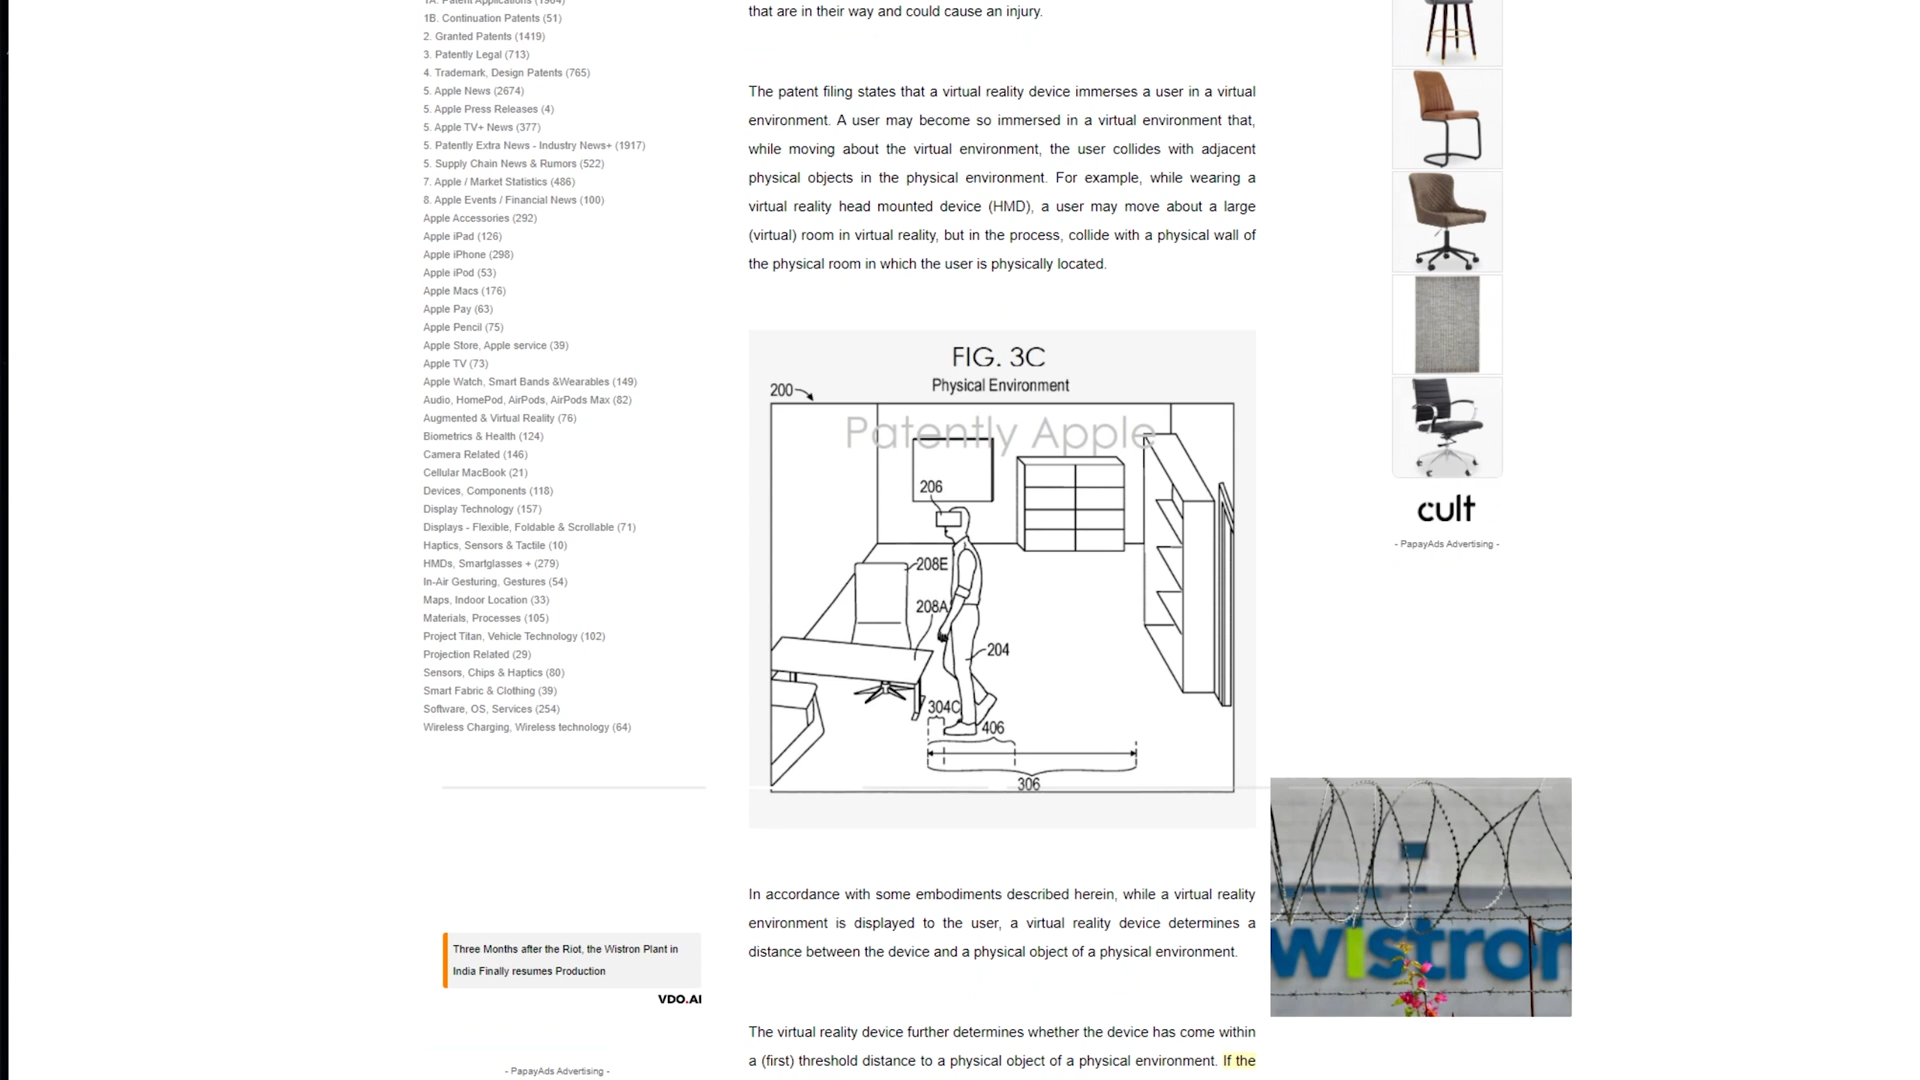 1A. Patent Applications (1904)
1B. Continuation Patents (51)
2. Granted Patents (1419)
3. Patently Legal (713)
4. Trademark, Design Patents (765)
5. Apple News (2674)
5. Apple Press Releases (4)
5. Apple TV+ News (377)
5. Patently Extra News - Industry News+ (1917)
5. Supply Chain News & Rumors (522)
7. Apple / Market Statistics (486)
8. Apple Events / Financial News (100)
Apple Accessories (292)
Apple iPad (126)
Apple iPhone (298)
Apple iPod (53)
Apple Macs (176)
Apple Pay (63)
Apple Pencil (75)
Apple Store, Apple service (39)
Apple TV (73)
Apple Watch, Smart Bands &Wearables (149)
Audio, HomePod, AirPods, AirPods Max (82)
Augmented & Virtual Reality (76)
Biometrics & Health (124)
Camera Related (146)
Cellular MacBook (21)
Devices, Components (118)
Display Technology (157)
Displays - Flexible, Foldable & Scrollable (71)
Haptics, Sensors & Tactile (10)
HMDs, Smartglasses + (279)
In-Air Gesturing, Gestures (54)
Maps, Indoor Location (33)
Materials, Processes (105)
Project Titan, Vehicle Technology (102)
Projection Related (29)
Sensors, Chips & Haptics (80)
Smart Fabric & Clothing (39)
Software, OS, Services (254)
Wireless Charging, Wireless technology (64)
Three Months after the Riot, the Wistron Plant in
India Finally resumes Production
VDO.AI
- PapayAds Advertising -
that are in their way and could cause an injury.
The patent filing states that a virtual reality device immerses a user in a virtual
environment. A user may become so immersed in a virtual environment that,
while moving about the virtual environment, the user collides with adjacent
physical objects in the physical environment. For example, while wearing a
virtual reality head mounted device (HMD), a user may move about a large
(virtual) room in virtual reality, but in the process, collide with a physical wall of
the physical room in which the user is physically located.
FIG. 3C
Physical Environment
200
Patently Apple
206
208E
208A
204
304C
406
306
In accordance with some embodiments described herein, while a virtual reality
environment is displayed to the user, a virtual reality device determines a
distance between the device and a physical object of a physical environment.
The virtual reality device further determines whether the device has come within
a (first) threshold distance to a physical object of a physical environment. If the
cult
- PapayAds Advertising -
wistron